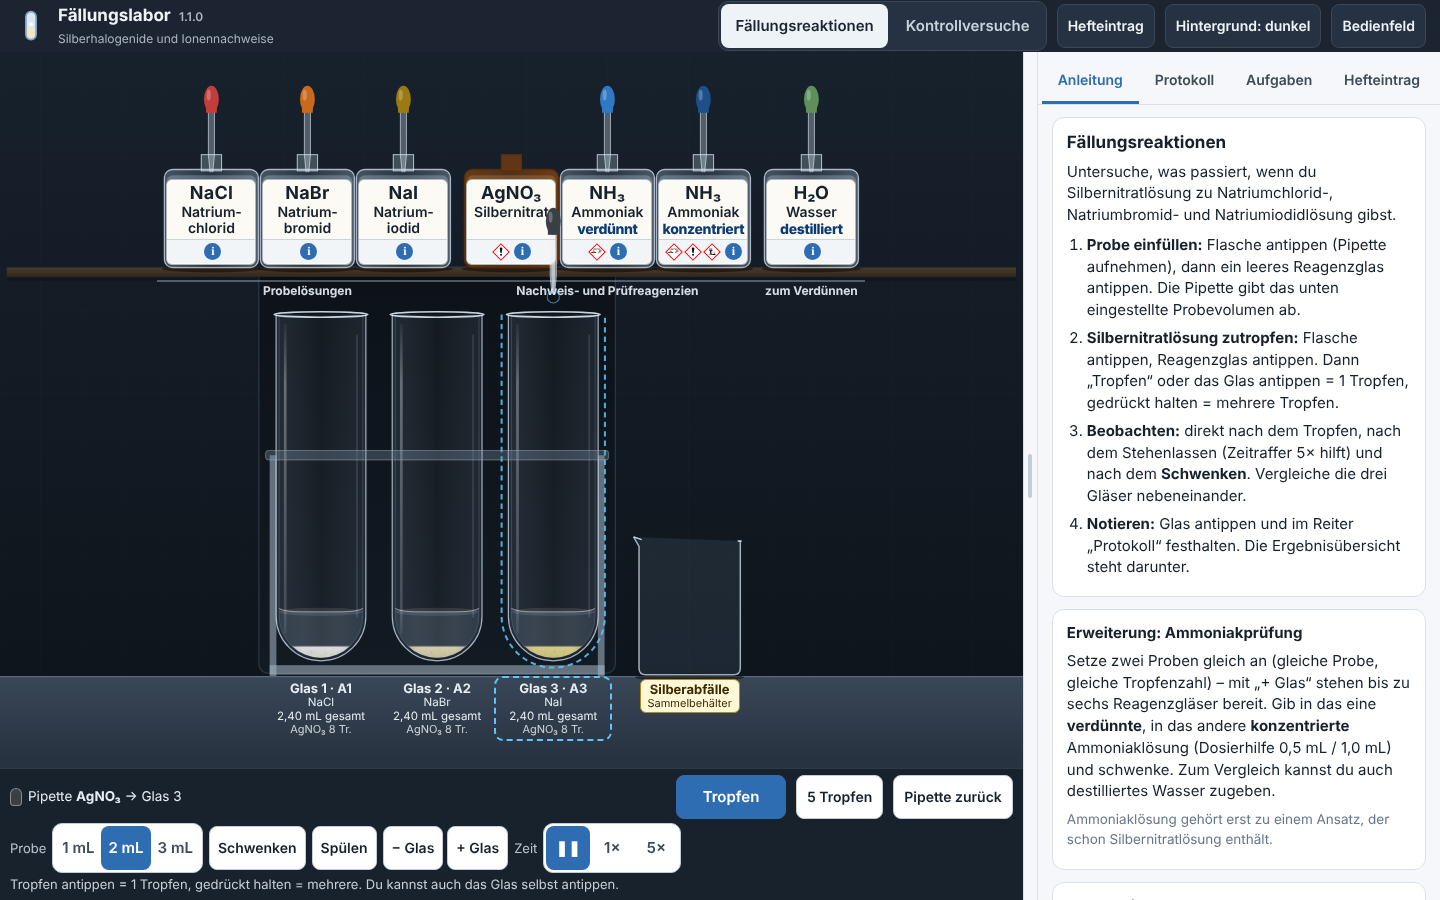 Fällungslabor 1.1.0
Silberhalogenide und Ionennachweise
Fällungsreaktionen
Kontrollversuche
Hefteintrag
Hintergrund: dunkel
Bedienfeld
NaCl
Natrium-
chlorid
i
NaBr
Natrium-
bromid
i
NaI
Natrium-
iodid
i
AgNO₃
Silbernitrat
i
NH₃
Ammoniak
verdünnt
i
NH₃
Ammoniak
konzentriert
i
H₂O
Wasser
destilliert
i
Probelösungen
Nachweis- und Prüfreagenzien
zum Verdünnen
Glas 1 · A1
NaCl
2,40 mL gesamt
AgNO₃ 8 Tr.
Glas 2 · A2
NaBr
2,40 mL gesamt
AgNO₃ 8 Tr.
Glas 3 · A3
NaI
2,40 mL gesamt
AgNO₃ 8 Tr.
Silberabfälle
Sammelbehälter
Pipette AgNO₃ → Glas 3
Tropfen
5 Tropfen
Pipette zurück
Probe
1 mL
2 mL
3 mL
Schwenken
Spülen
− Glas
+ Glas
Zeit
1×
5×
Tropfen antippen = 1 Tropfen, gedrückt halten = mehrere. Du kannst auch das Glas selbst antippen.
Anleitung
Protokoll
Aufgaben
Hefteintrag
Fällungsreaktionen
Untersuche, was passiert, wenn du
Silbernitratlösung zu Natriumchlorid-,
Natriumbromid- und Natriumiodidlösung gibst.
1. Probe einfüllen: Flasche antippen (Pipette
aufnehmen), dann ein leeres Reagenzglas
antippen. Die Pipette gibt das unten
eingestellte Probevolumen ab.
2. Silbernitratlösung zutropfen: Flasche
antippen, Reagenzglas antippen. Dann
„Tropfen“ oder das Glas antippen = 1 Tropfen,
gedrückt halten = mehrere Tropfen.
3. Beobachten: direkt nach dem Tropfen, nach
dem Stehenlassen (Zeitraffer 5× hilft) und
nach dem Schwenken. Vergleiche die drei
Gläser nebeneinander.
4. Notieren: Glas antippen und im Reiter
„Protokoll“ festhalten. Die Ergebnisübersicht
steht darunter.
Erweiterung: Ammoniakprüfung
Setze zwei Proben gleich an (gleiche Probe,
gleiche Tropfenzahl) – mit „+ Glas“ stehen bis zu
sechs Reagenzgläser bereit. Gib in das eine
verdünnte, in das andere konzentrierte
Ammoniaklösung (Dosierhilfe 0,5 mL / 1,0 mL)
und schwenke. Zum Vergleich kannst du auch
destilliertes Wasser zugeben.
Ammoniaklösung gehört erst zu einem Ansatz, der
schon Silbernitratlösung enthält.